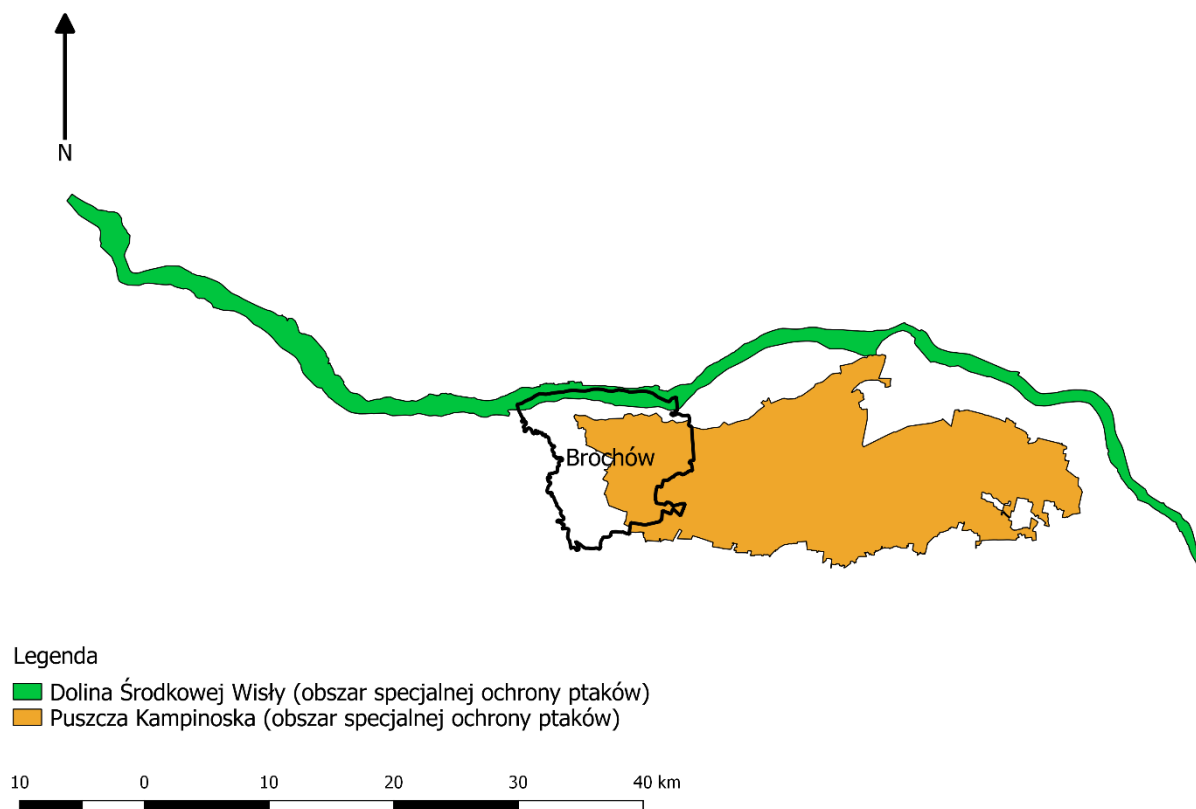 N
Brochów
Legenda
Dolina Środkowej Wisły (obszar specjalnej ochrony ptaków)
Puszcza Kampinoska (obszar specjalnej ochrony ptaków)
10 0 10 20 30 40 km